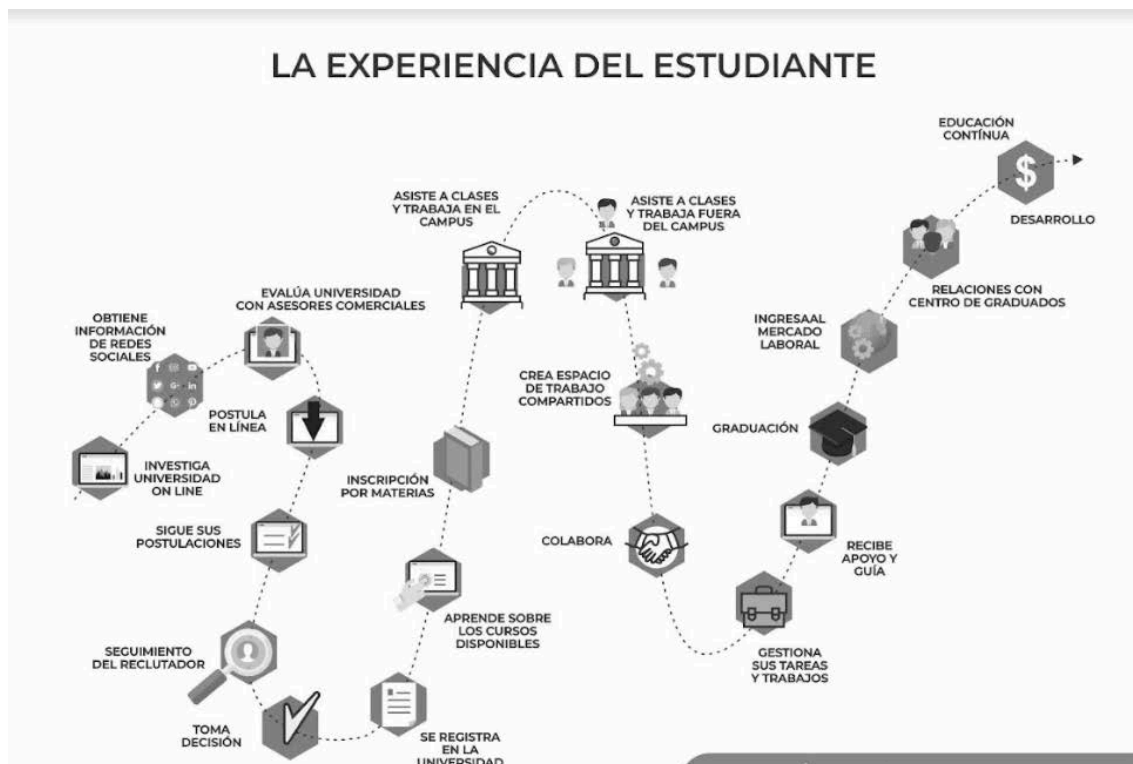 LA EXPERIENCIA DEL ESTUDIANTE
INVESTIGA
UNIVERSIDAD
ON LINE
OBTIENE
INFORMACIÓN
DE REDES
SOCIALES
EVALÚA UNIVERSIDAD
CON ASESORES COMERCIALES
POSTULA
EN LÍNEA
SIGUE SUS
POSTULACIONES
SEGUIMIENTO
DEL RECLUTADOR
TOMA
DECISIÓN
SE REGISTRA
EN LA
UNIVERSIDAD
APRENDE SOBRE
LOS CURSOS
DISPONIBLES
INSCRIPCIÓN
POR MATERIAS
ASISTE A CLASES
Y TRABAJA EN EL
CAMPUS
ASISTE A CLASES
Y TRABAJA FUERA
DEL CAMPUS
CREA ESPACIO
DE TRABAJO
COMPARTIDOS
COLABORA
GESTIONA
SUS TAREAS
Y TRABAJOS
RECIBE
APOYO Y
GUÍA
GRADUACIÓN
INGRESAAL
MERCADO
LABORAL
RELACIONES CON
CENTRO DE GRADUADOS
EDUCACIÓN
CONTÍNUA
$
DESARROLLO